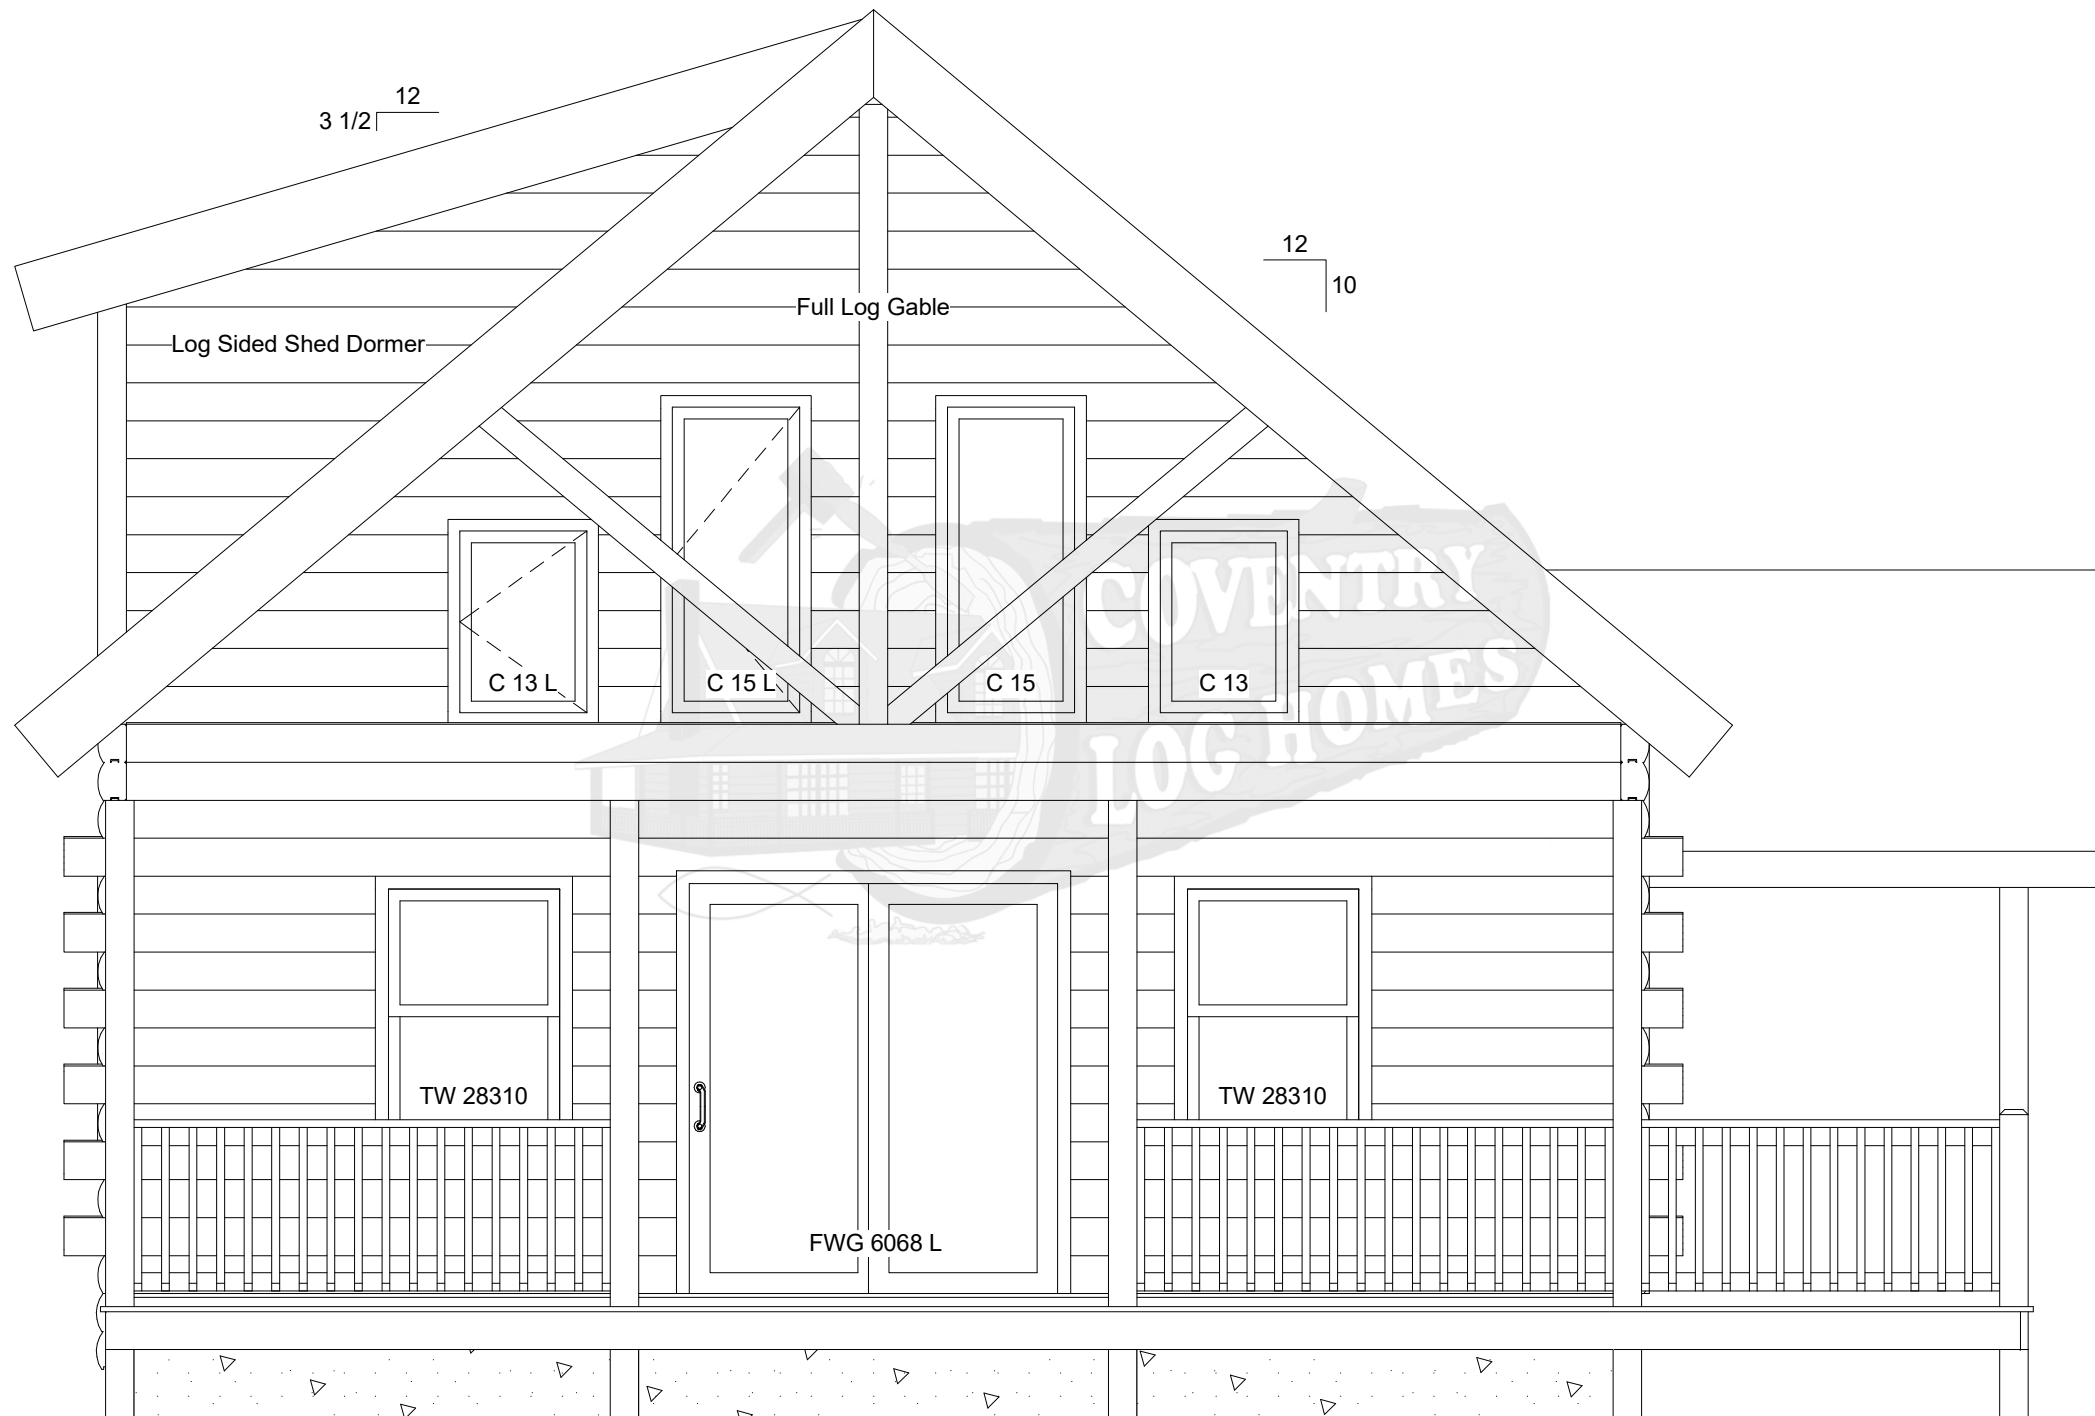 12
3 1/2
12
10
Full Log Gable
Log Sided Shed Dormer
C 13 L
C 15 L
C 15
C 13
COVENTRY
LOG HOMES
TW 28310
TW 28310
FWG 6068 L